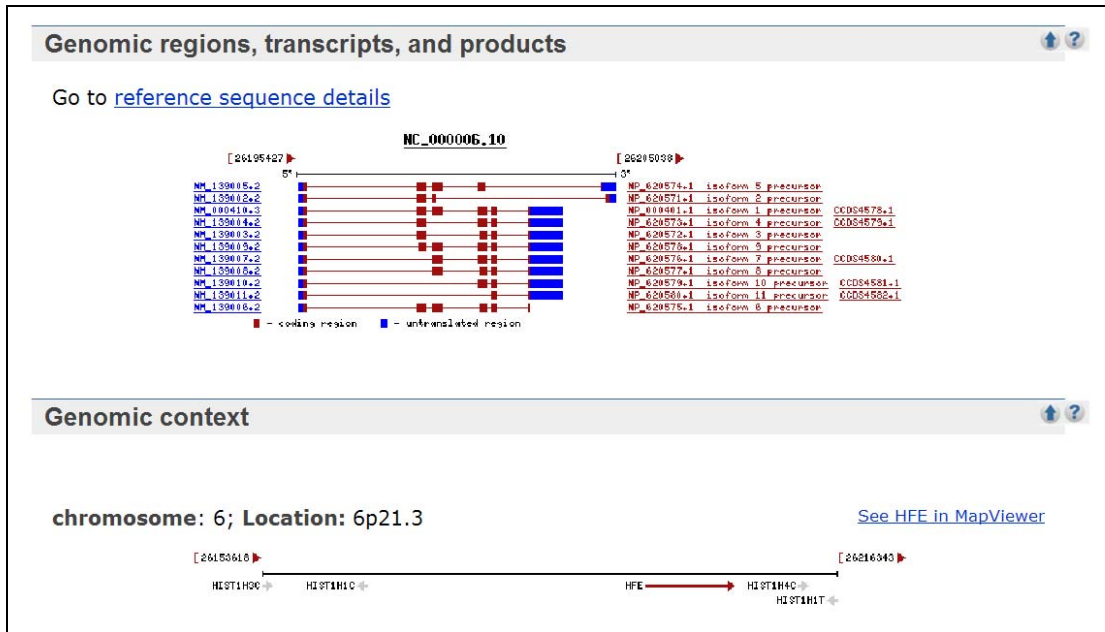 Genomic regions, transcripts, and products
Go to reference sequence details
NC_000006.10
[26195427 [26205038
5' 3'
NM_139005.2 NP_620574.1 isoform 5 precursor
NM_139002.2 NP_620571.1 isoform 2 precursor
NM_000410.3 NP_000401.1 isoform 1 precursor CCDS4578.1
NM_139004.2 NP_620573.1 isoform 4 precursor CCDS4579.1
NM_139003.2 NP_620572.1 isoform 3 precursor
NM_139009.2 NP_620578.1 isoform 9 precursor
NM_139007.2 NP_620576.1 isoform 7 precursor CCDS4580.1
NM_139008.2 NP_620577.1 isoform 8 precursor
NM_139010.2 NP_620579.1 isoform 10 precursor CCDS4581.1
NM_139011.2 NP_620580.1 isoform 11 precursor CCDS4582.1
NM_139006.2 NP_620575.1 isoform 6 precursor
- coding region - untranslated region
Genomic context
chromosome: 6; Location: 6p21.3 See HFE in MapViewer
[26153618 [26216343
HIST1H3C HIST1H1C HFE HIST1H4C
HIST1H1T